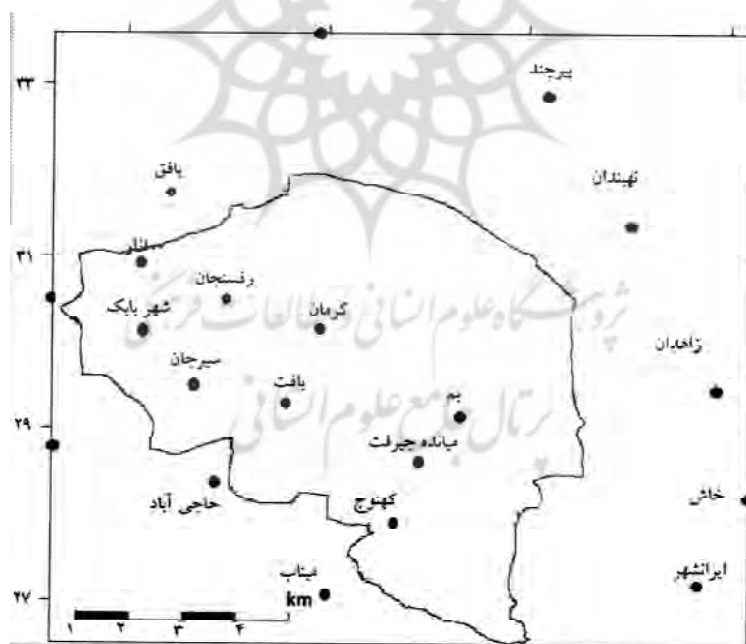 ۳۳
بیرجند
بافق
نهبندان
۳۱
انار
رفسنجان
شهر بابک
کرمان
پژوهشگاه علوم انسانی و مطالعات فرهنگی
زاهدان
سیرجان
بافت
۲۹
بم
پرتال جامع علوم انسانی
میانده جیرفت
حاجی آباد
کهنوج
خاش
ایرانشهر
میناب
۲۷
km
۱ ۲ ۳ ۴